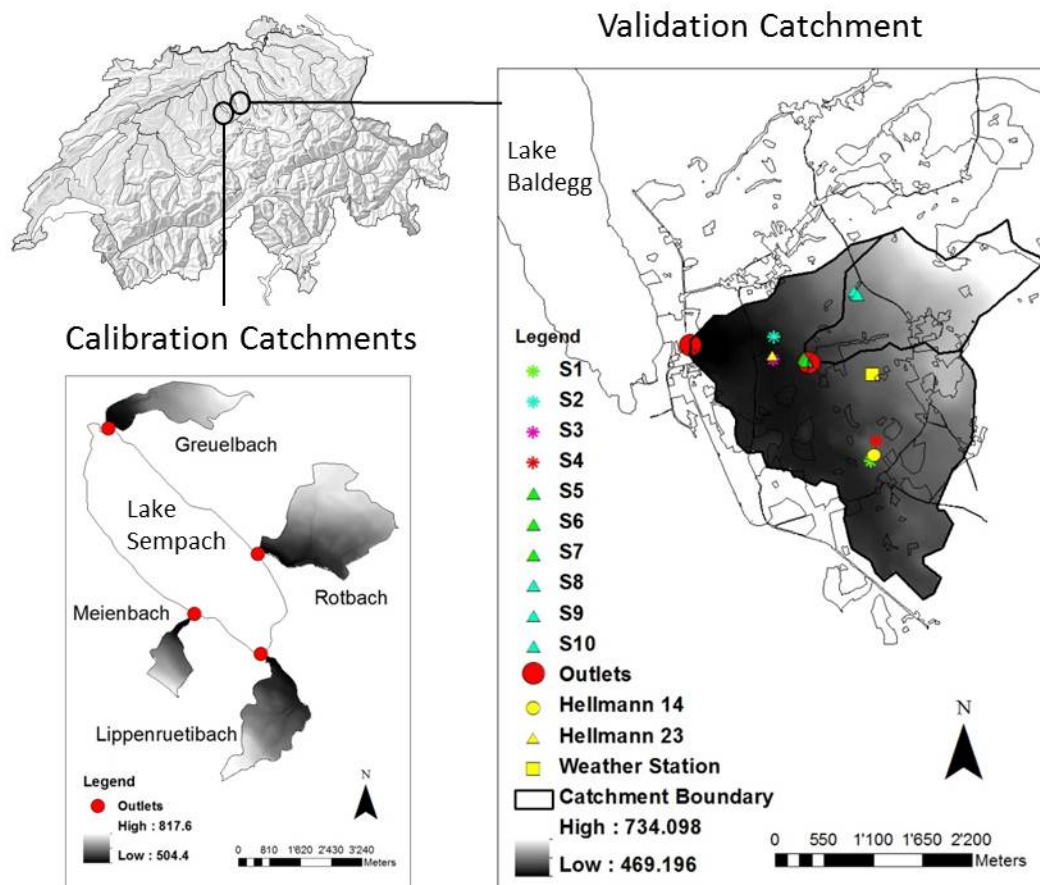 Validation Catchment
Lake
Baldegg
Legend
S1
S2
S3
S4
S5
S6
S7
S8
S9
S10
Outlets
Hellmann 14
Hellmann 23
Weather Station
Catchment Boundary
High : 734.098
Low : 469.196
N
0 550 1'100 1'650 2'200
Meters
Calibration Catchments
Greuelbach
Lake
Sempach
Rotbach
Meienbach
Lippenruetibach
Legend
Outlets
High : 817.6
Low : 504.4
N
0 810 1'620 2'430 3'240
Meters